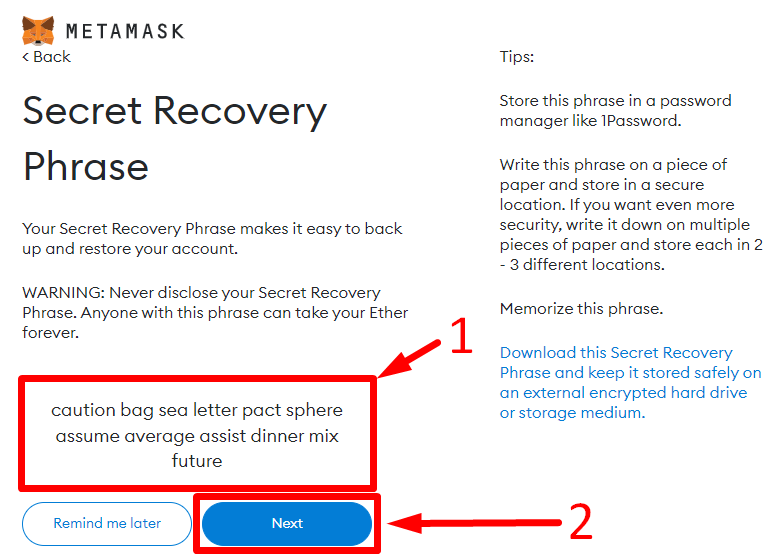 METAMASK
< Back
Secret Recovery
Phrase
Your Secret Recovery Phrase makes it easy to back
up and restore your account.
WARNING: Never disclose your Secret Recovery
Phrase. Anyone with this phrase can take your Ether
forever.
1
caution bag sea letter pact sphere
assume average assist dinner mix
future
Remind me later
Next
2
Tips:
Store this phrase in a password
manager like 1Password.
Write this phrase on a piece of
paper and store in a secure
location. If you want even more
security, write it down on multiple
pieces of paper and store each in 2
- 3 different locations.
Memorize this phrase.
Download this Secret Recovery
Phrase and keep it stored safely on
an external encrypted hard drive
or storage medium.